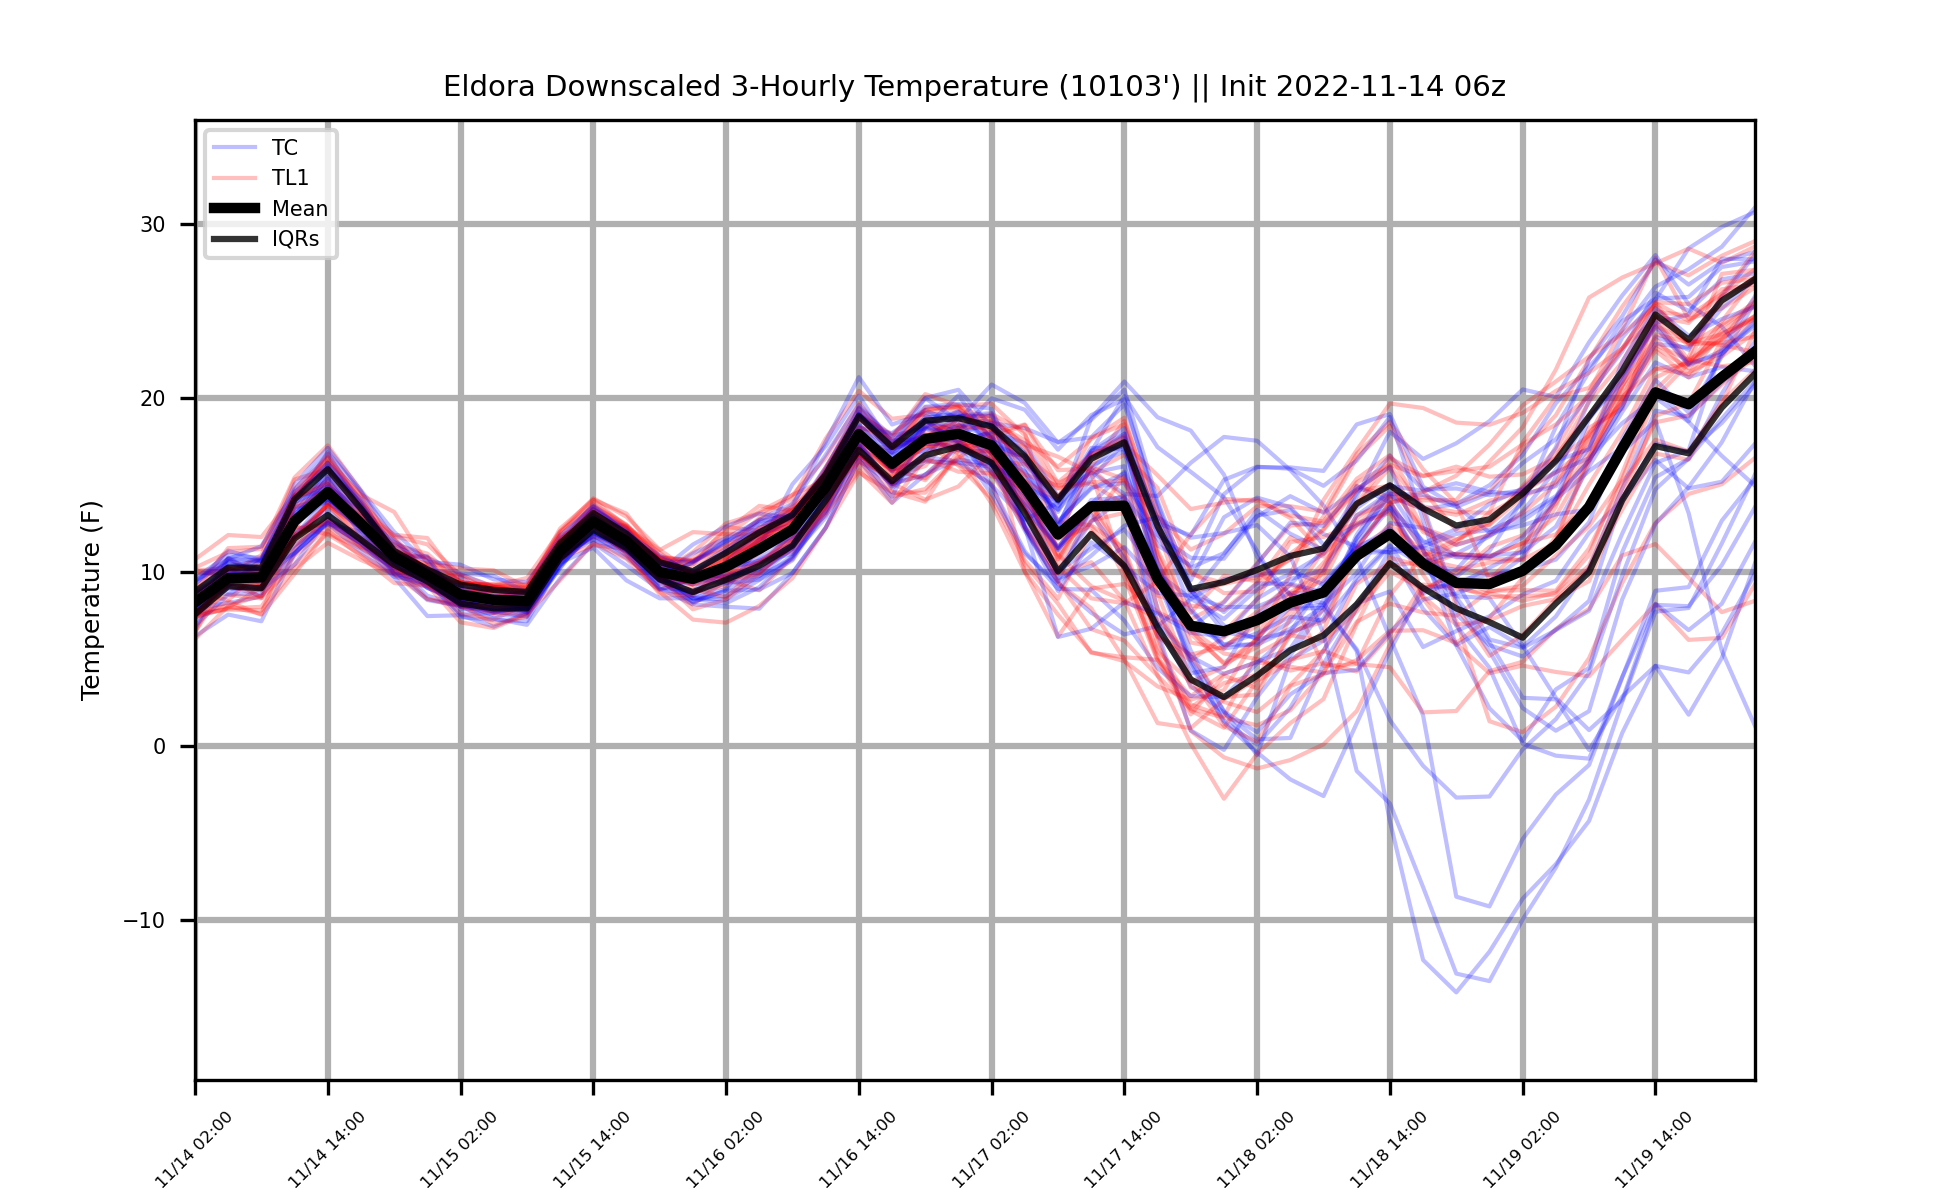 Eldora Downscaled 3-Hourly Temperature (10103') || Init 2022-11-14 06z
TC
TL1
Mean
IQRs
Temperature (F)
30
20
10
0
−10
11/14 02:00
11/14 14:00
11/15 02:00
11/15 14:00
11/16 02:00
11/16 14:00
11/17 02:00
11/17 14:00
11/18 02:00
11/18 14:00
11/19 02:00
11/19 14:00